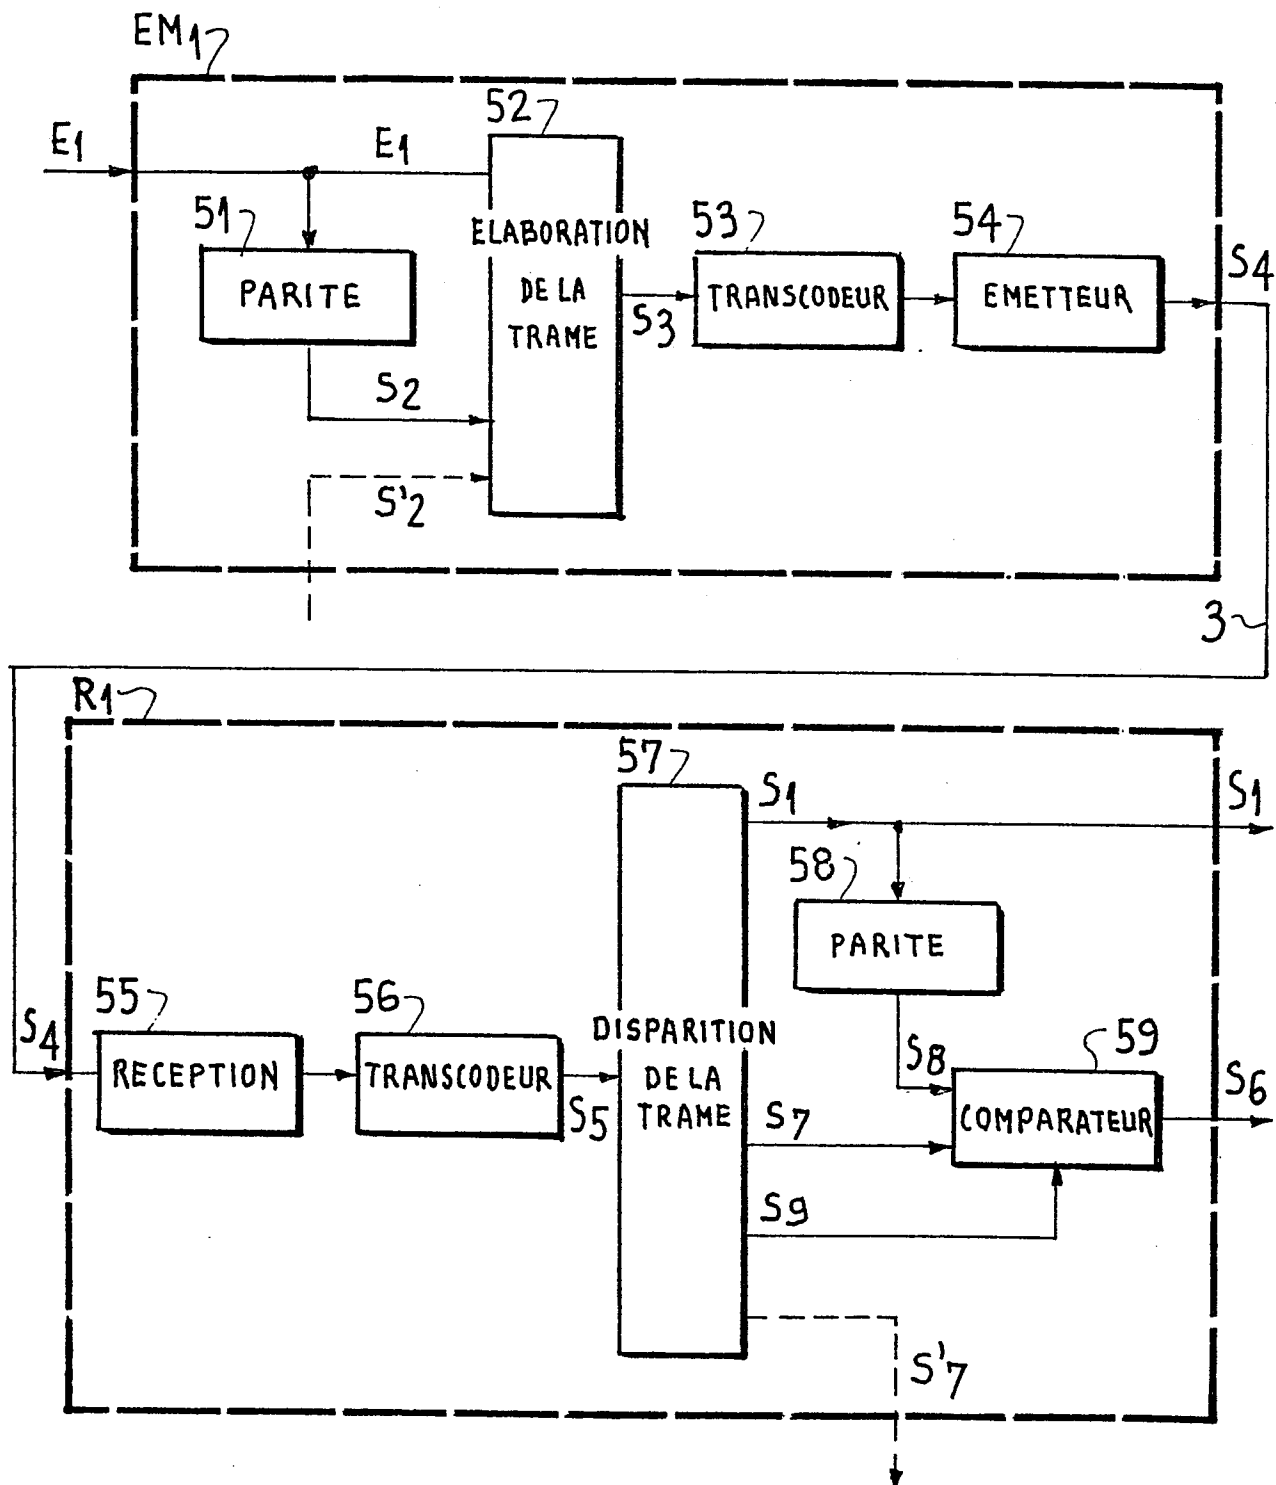 EM1
52
E1
E1
51
53
54
S4
ELABORATION
DE LA
TRAME
PARITE
TRANSCODEUR
EMETTEUR
S3
S2
S'2
3
R1
57
S1
S1
58
PARITE
55
56
S4
DISPARITION
DE LA
TRAME
59
S8
S6
RECEPTION
TRANSCODEUR
S5
COMPARATEUR
S7
S9
S'7